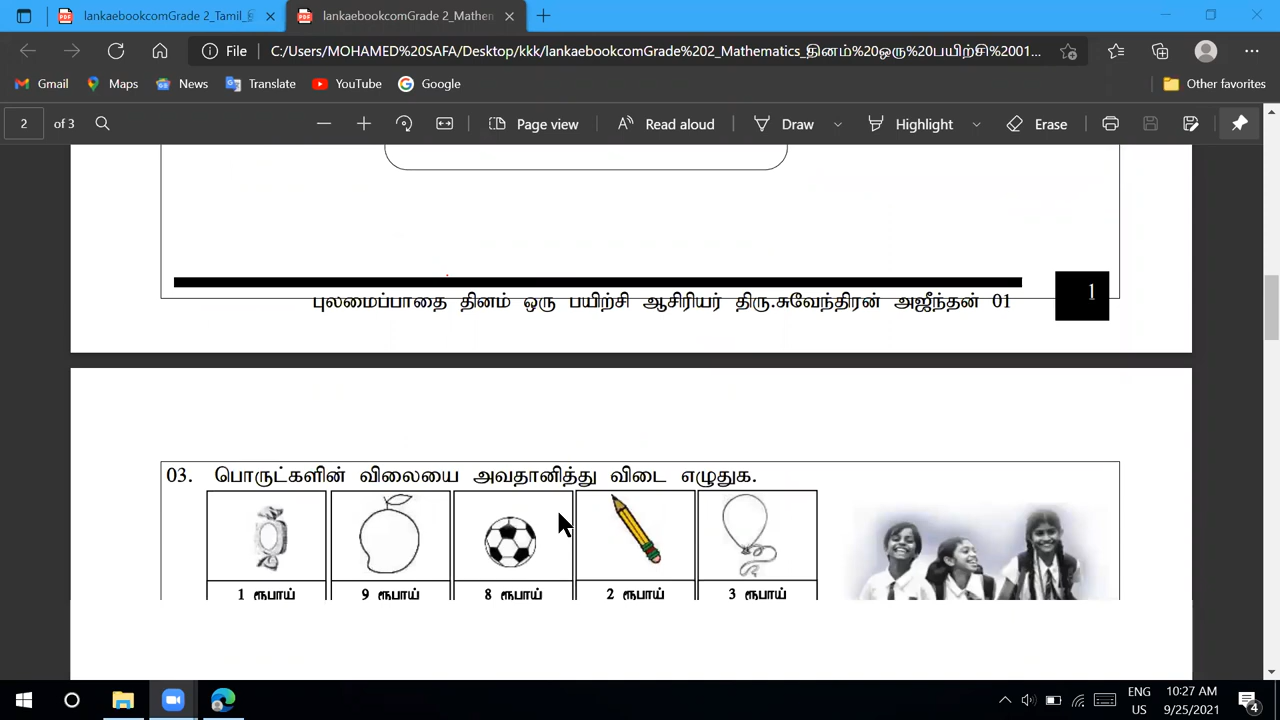 lankaebookcomGrade 2_Tamil_
lankaebookcomGrade 2_Mathen
File
C:/Users/MOHAMED%20SAFA/Desktop/kkk/lankaebookcomGrade%202_Mathematics_தினம்%20ஒரு%20பயிற்சி%2001...
Gmail Maps News Translate YouTube Google Other favorites
2 of 3 Page view Read aloud Draw Highlight Erase
புலமைப்பாதை தினம் ஒரு பயிற்சி ஆசிரியர் திரு.சுவேந்திரன் அஜீந்தன் 01
1
03. பொருட்களின் விலையை அவதானித்து விடை எழுதுக.
1 ரூபாய் 9 ரூபாய் 8 ரூபாய் 2 ரூபாய் 3 ரூபாய்
ENG
US
10:27 AM
9/25/2021
4